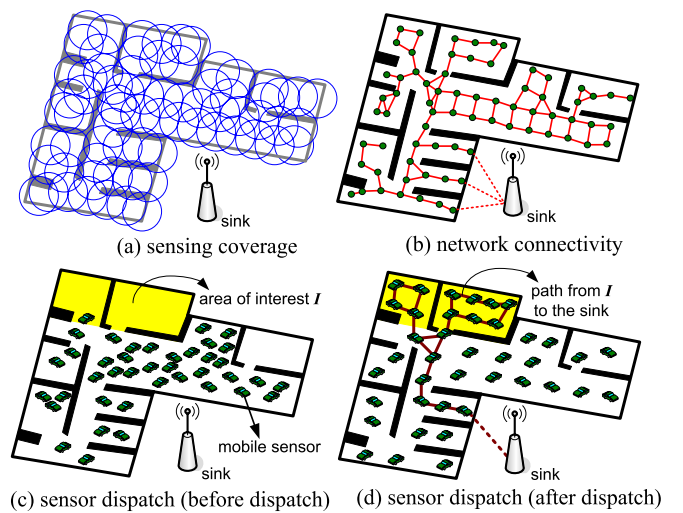 sink
(a) sensing coverage
sink
(b) network connectivity
area of interest I
mobile sensor
sink
(c) sensor dispatch (before dispatch)
path from I
to the sink
sink
(d) sensor dispatch (after dispatch)